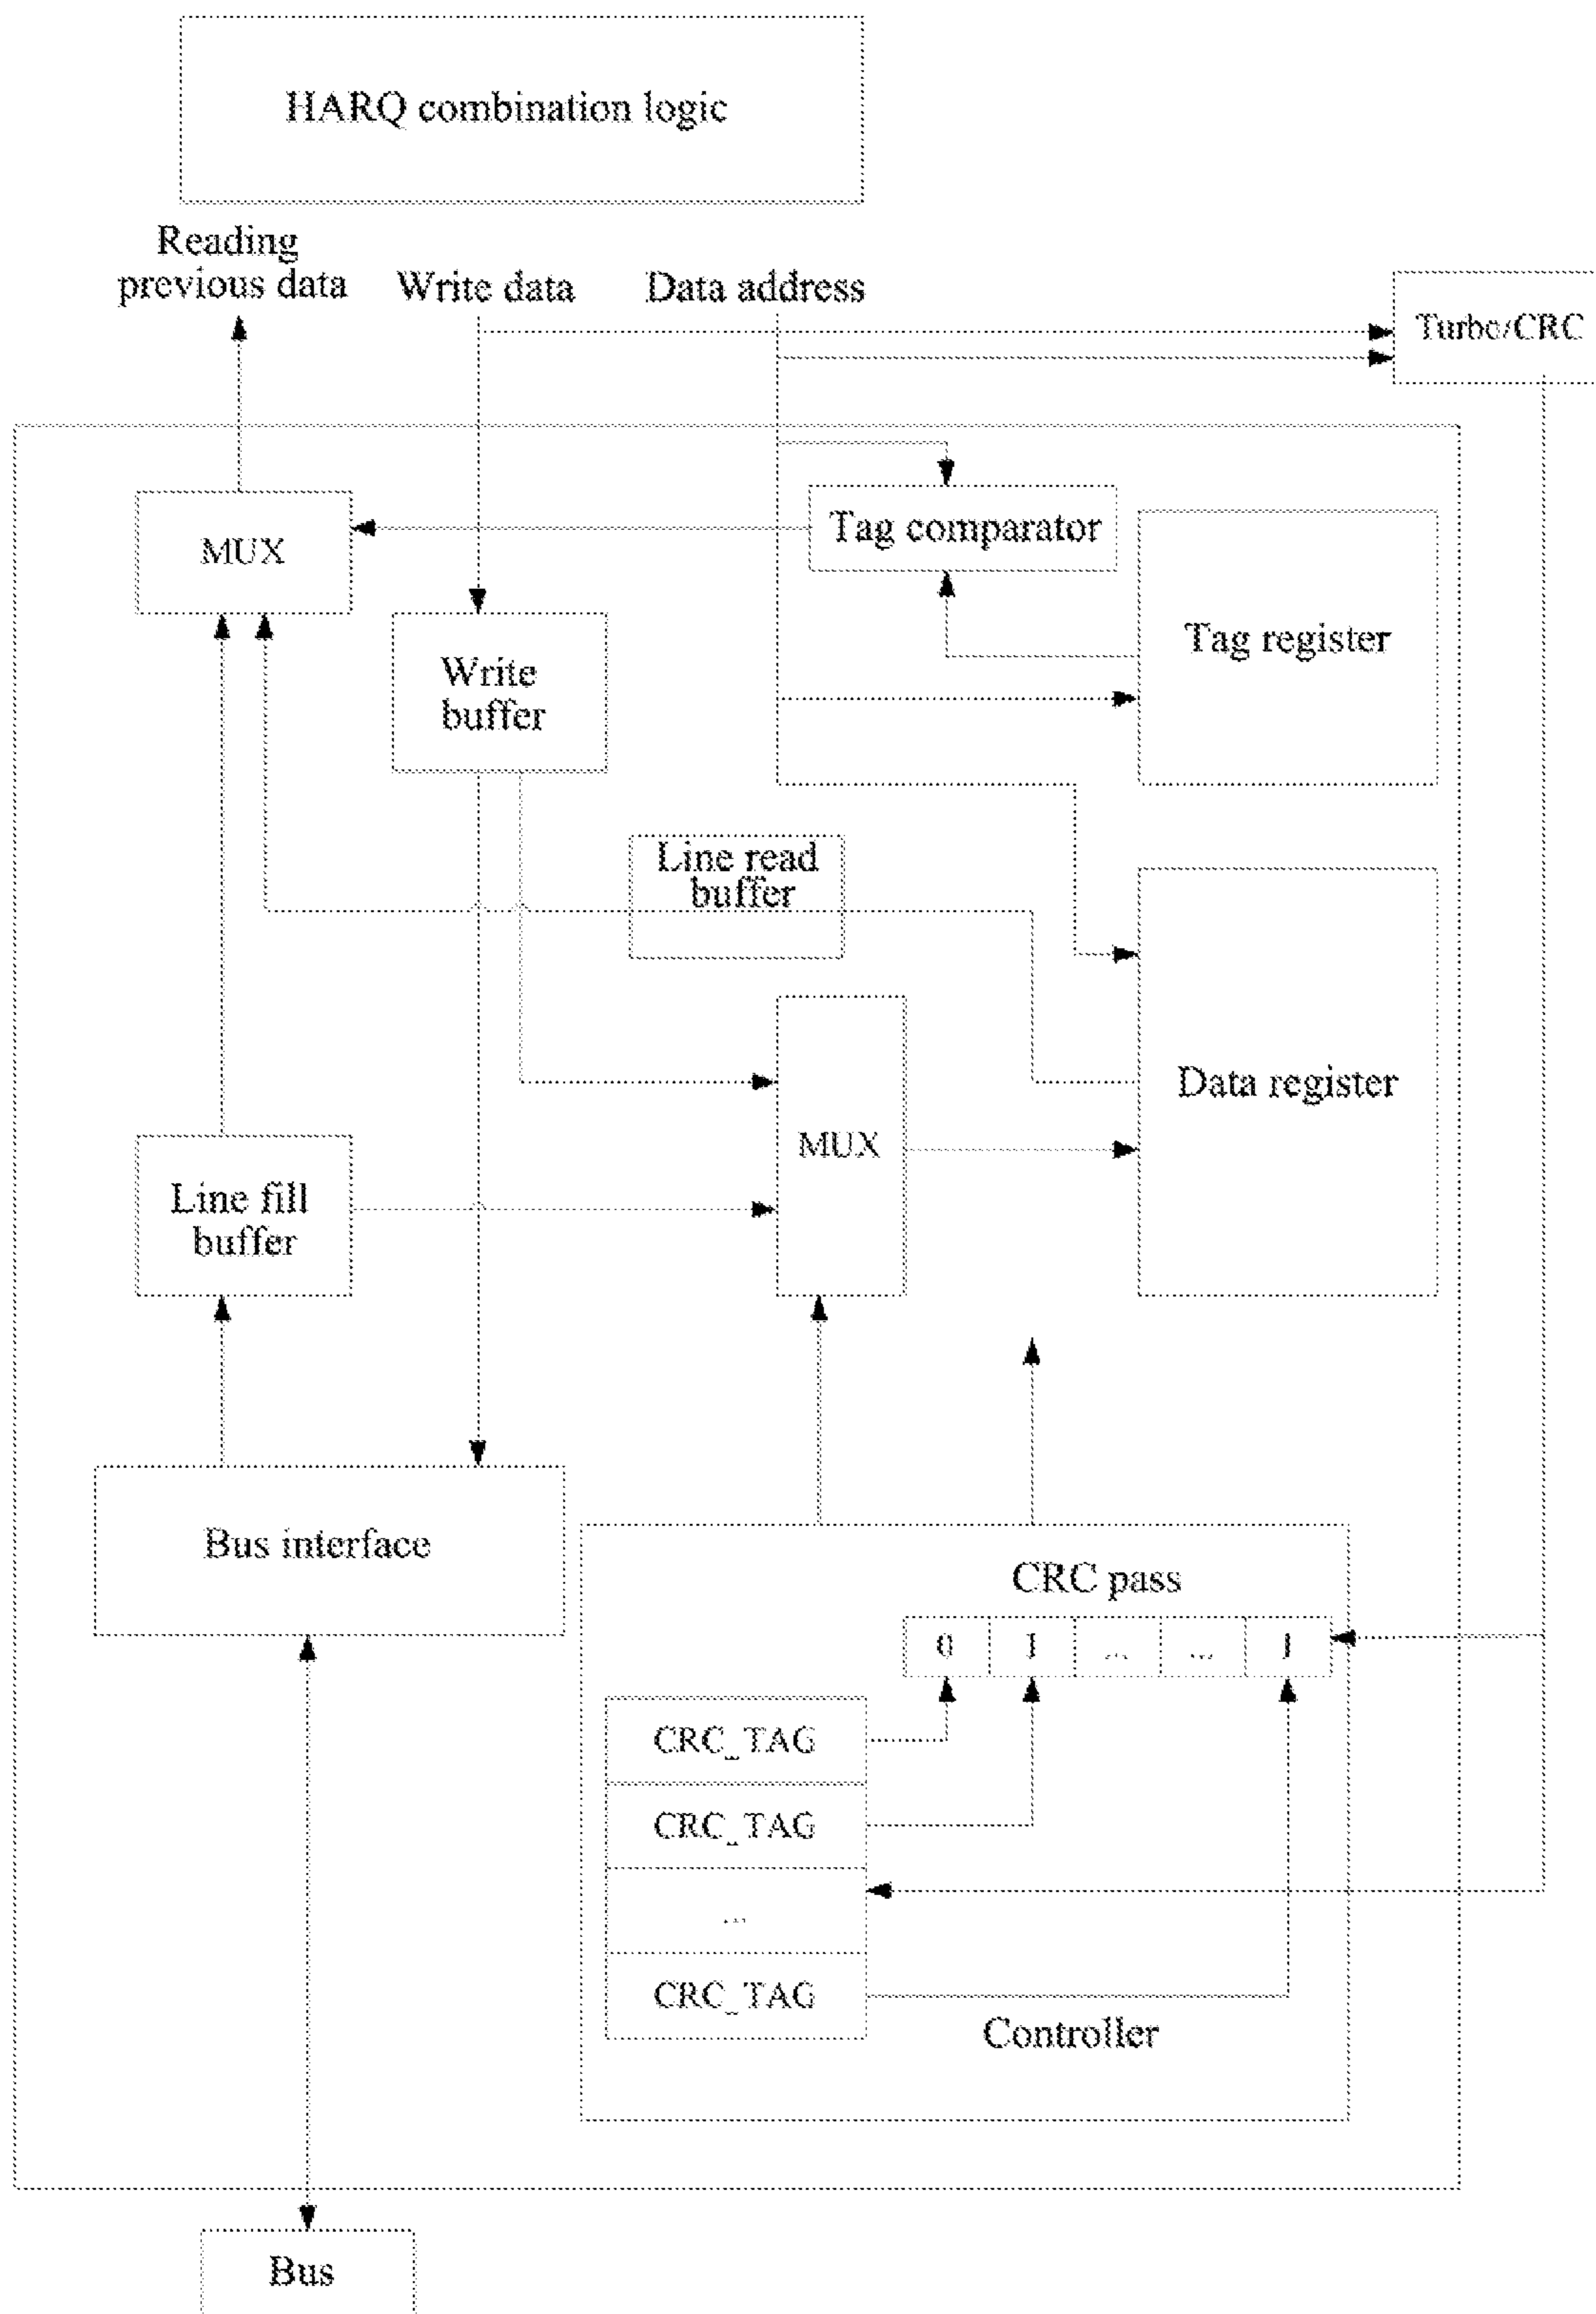 HARQ combination logic
Reading
previous data
Write data
Data address
Turbo/CRC
MUX
Tag comparator
Tag register
Write
buffer
Line read
buffer
Data register
MUX
Line fill
buffer
Bus interface
CRC pass
0 1 ... ... 1
CRC_TAG
CRC_TAG
...
CRC_TAG
Controller
Bus